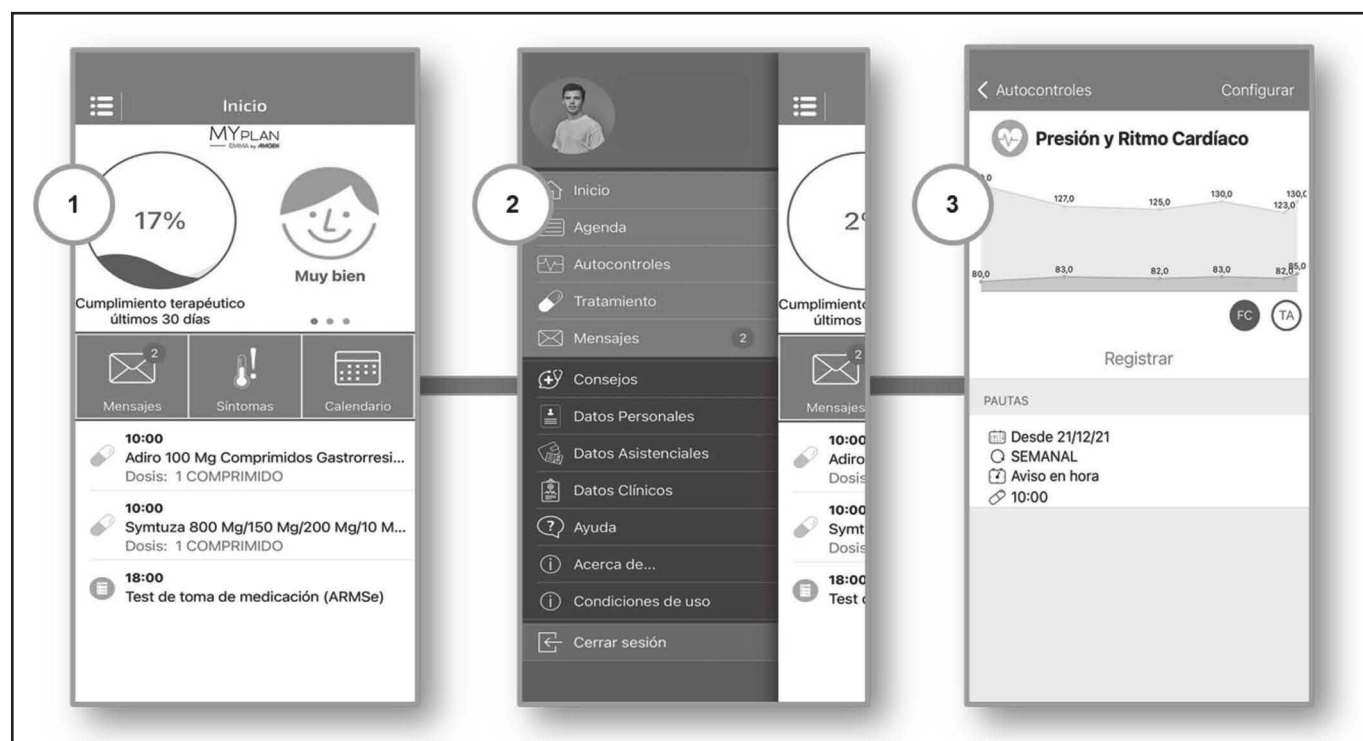 1
Inicio
MYPLAN
EMMA by AMGEN
17%
Muy bien
Cumplimiento terapéutico
últimos 30 días
2
Mensajes
Síntomas
Calendario
10:00
Adiro 100 Mg Comprimidos Gastrorresi...
Dosis: 1 COMPRIMIDO
10:00
Symtuza 800 Mg/150 Mg/200 Mg/10 M...
Dosis: 1 COMPRIMIDO
18:00
Test de toma de medicación (ARMSe)
2
Inicio
Agenda
Autocontroles
Tratamiento
Mensajes 2
Consejos
Datos Personales
Datos Asistenciales
Datos Clínicos
Ayuda
Acerca de...
Condiciones de uso
Cerrar sesión
Cumplimiento
últimos
2
Mensajes
10:00
Adiro
Dosis
10:00
Symt
Dosis
18:00
Test
3
Autocontroles Configurar
Presión y Ritmo Cardíaco
127,0 125,0 130,0 123,0 130,0
80,0 83,0 82,0 83,0 82,0 85,0
FC TA
Registrar
PAUTAS
Desde 21/12/21
SEMANAL
Aviso en hora
10:00